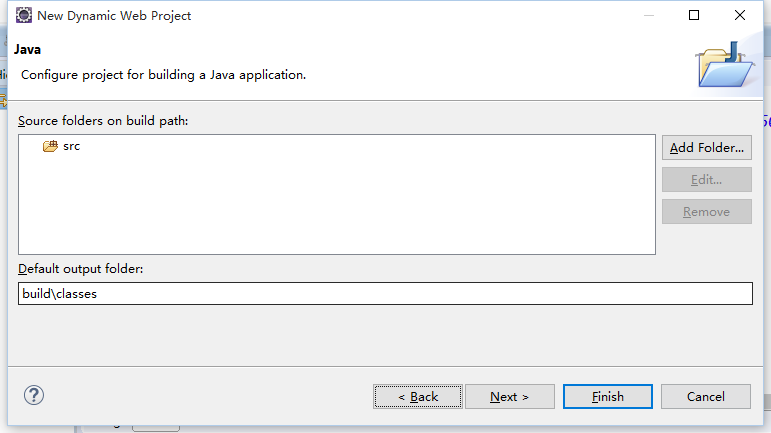 New Dynamic Web Project
Java
Configure project for building a Java application.
Source folders on build path:
src
Add Folder...
Edit...
Remove
Default output folder:
build\classes
< Back
Next >
Finish
Cancel